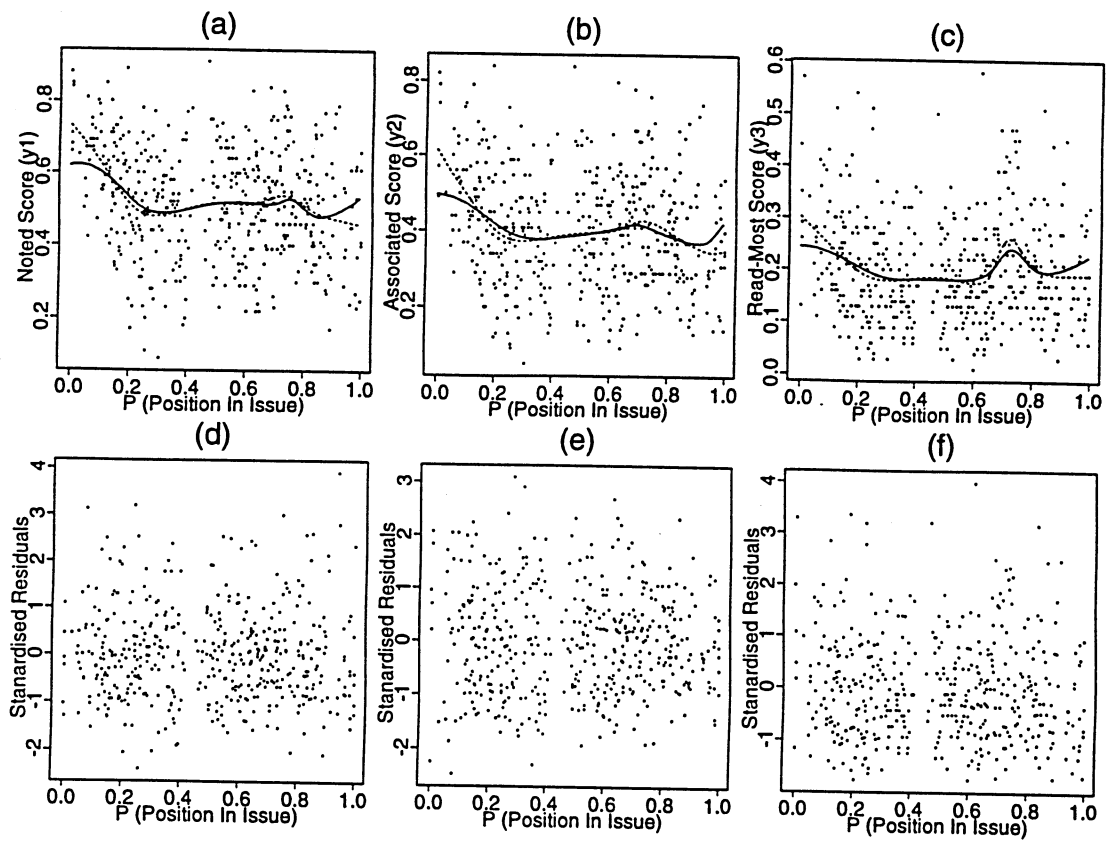 (a)
Noted Score (y1)
0.2 0.4 0.6 0.8
0.0 0.2 0.4 0.6 0.8 1.0
P (Position In Issue)
(b)
Associated Score (y2)
0.2 0.4 0.6 0.8
0.0 0.2 0.4 0.6 0.8 1.0
P (Position In Issue)
(c)
Read-Most Score (y3)
0.0 0.1 0.2 0.3 0.4 0.5 0.6
0.0 0.2 0.4 0.6 0.8 1.0
P (Position In Issue)
(d)
Stanardised Residuals
-2 -1 0 1 2 3 4
0.0 0.2 0.4 0.6 0.8 1.0
P (Position In Issue)
(e)
Stanardised Residuals
-2 -1 0 1 2 3
0.0 0.2 0.4 0.6 0.8 1.0
P (Position In Issue)
(f)
Stanardised Residuals
-1 0 1 2 3 4
0.0 0.2 0.4 0.6 0.8 1.0
P (Position In Issue)